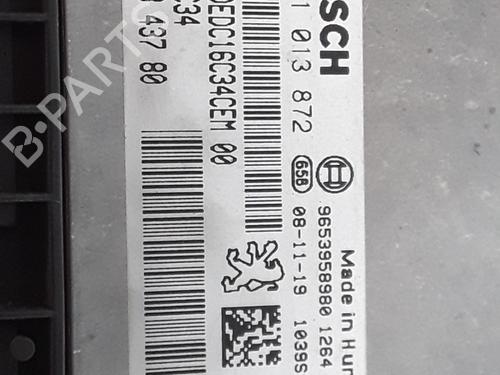 SCH
1 013 872
DEDC16C34CEM 00
C34
437 80
658
08-11-19 1039S
9653958980 1264
Made in Hun
B-PARTS